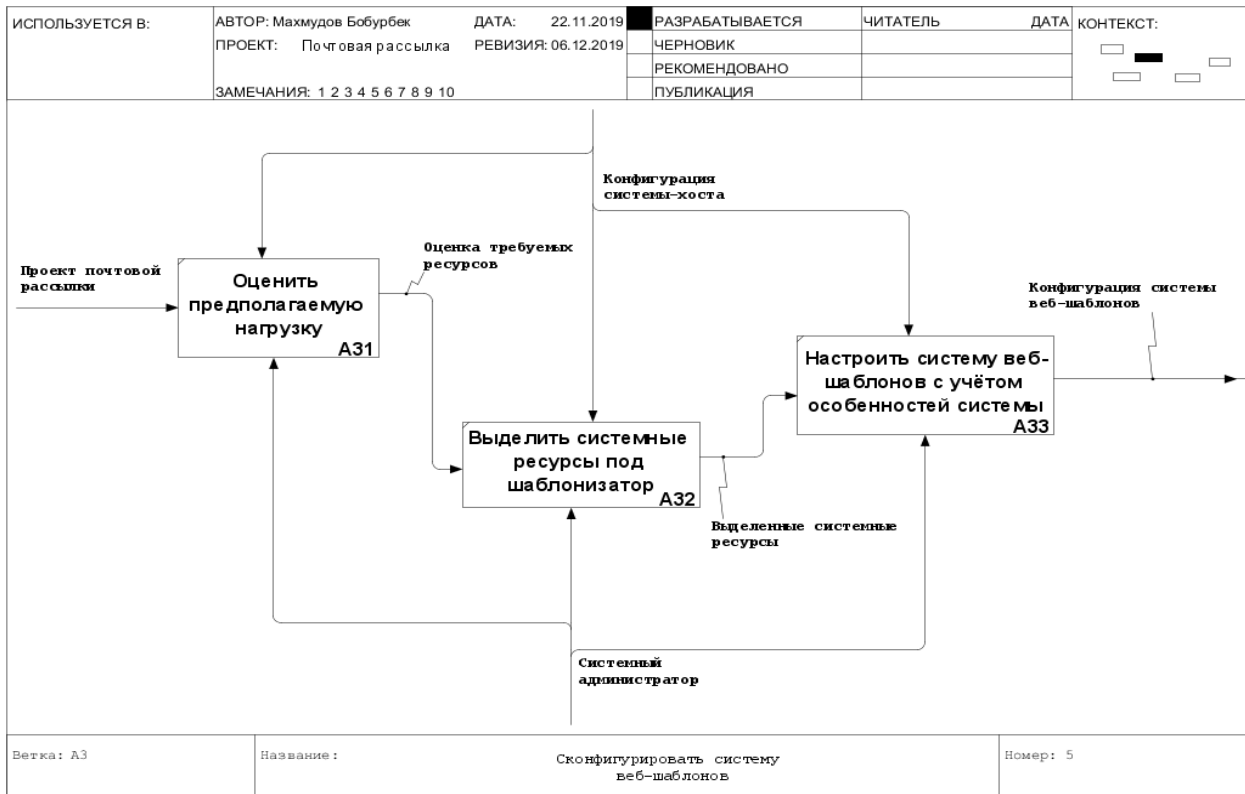 ИСПОЛЬЗУЕТСЯ В:
АВТОР: Махмудов Бобурбек
ДАТА: 22.11.2019
РАЗРАБАТЫВАЕТСЯ
ЧИТАТЕЛЬ
ДАТА
КОНТЕКСТ:
ПРОЕКТ: Почтовая рассылка
РЕВИЗИЯ: 06.12.2019
ЧЕРНОВИК
РЕКОМЕНДОВАНО
ЗАМЕЧАНИЯ: 1 2 3 4 5 6 7 8 9 10
ПУБЛИКАЦИЯ
Конфигурация
системы-хоста
Оценка требуемых
ресурсов
Проект почтовой
рассылки
Оценить
предполагаемую
нагрузку
A31
Конфигурация системы
веб-шаблонов
Настроить систему веб-
шаблонов с учётом
особенностей системы
A33
Выделить системные
ресурсы под
шаблонизатор
A32
Выделенные системные
ресурсы
Системный
администратор
Ветка: A3
Название:
Сконфигурировать систему
веб-шаблонов
Номер: 5